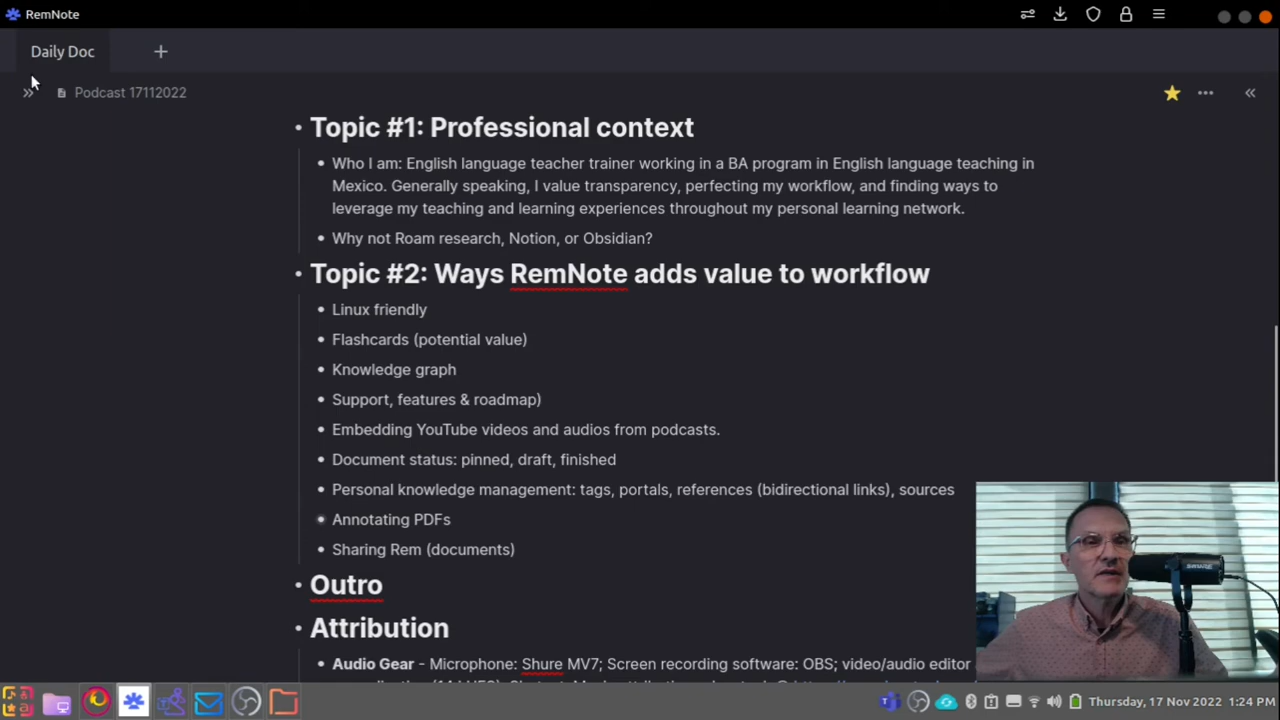 RemNote
Daily Doc
Podcast 17112022
Topic #1: Professional context
Who I am: English language teacher trainer working in a BA program in English language teaching in
Mexico. Generally speaking, I value transparency, perfecting my workflow, and finding ways to
leverage my teaching and learning experiences throughout my personal learning network.
Why not Roam research, Notion, or Obsidian?
Topic #2: Ways RemNote adds value to workflow
Linux friendly
Flashcards (potential value)
Knowledge graph
Support, features & roadmap)
Embedding YouTube videos and audios from podcasts.
Document status: pinned, draft, finished
Personal knowledge management: tags, portals, references (bidirectional links), sources
Annotating PDFs
Sharing Rem (documents)
Outro
Attribution
Audio Gear - Microphone: Shure MV7; Screen recording software: OBS; video/audio editor
SHURE
Thursday, 17 Nov 2022 1:24 PM